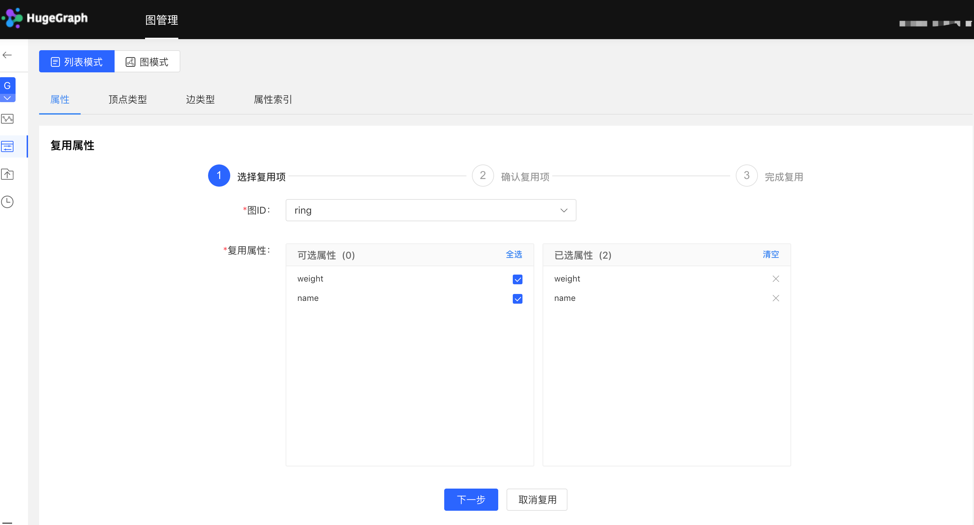 HugeGraph
图管理
列表模式
图模式
G
属性
顶点类型
边类型
属性索引
复用属性
1 选择复用项
2 确认复用项
3 完成复用
*图ID：
ring
*复用属性：
可选属性 (0)
全选
weight
name
已选属性 (2)
清空
weight
name
下一步
取消复用